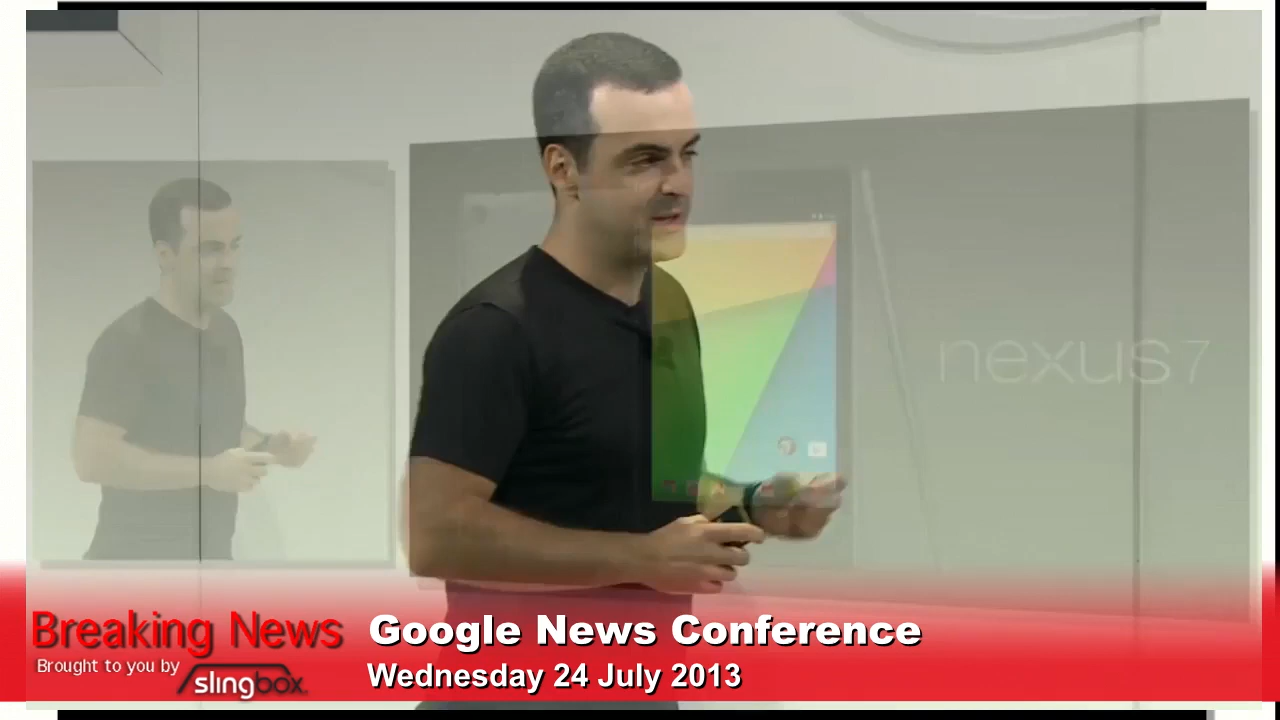 nexus7
Breaking News
Google News Conference
Brought to you by
slingbox
Wednesday 24 July 2013